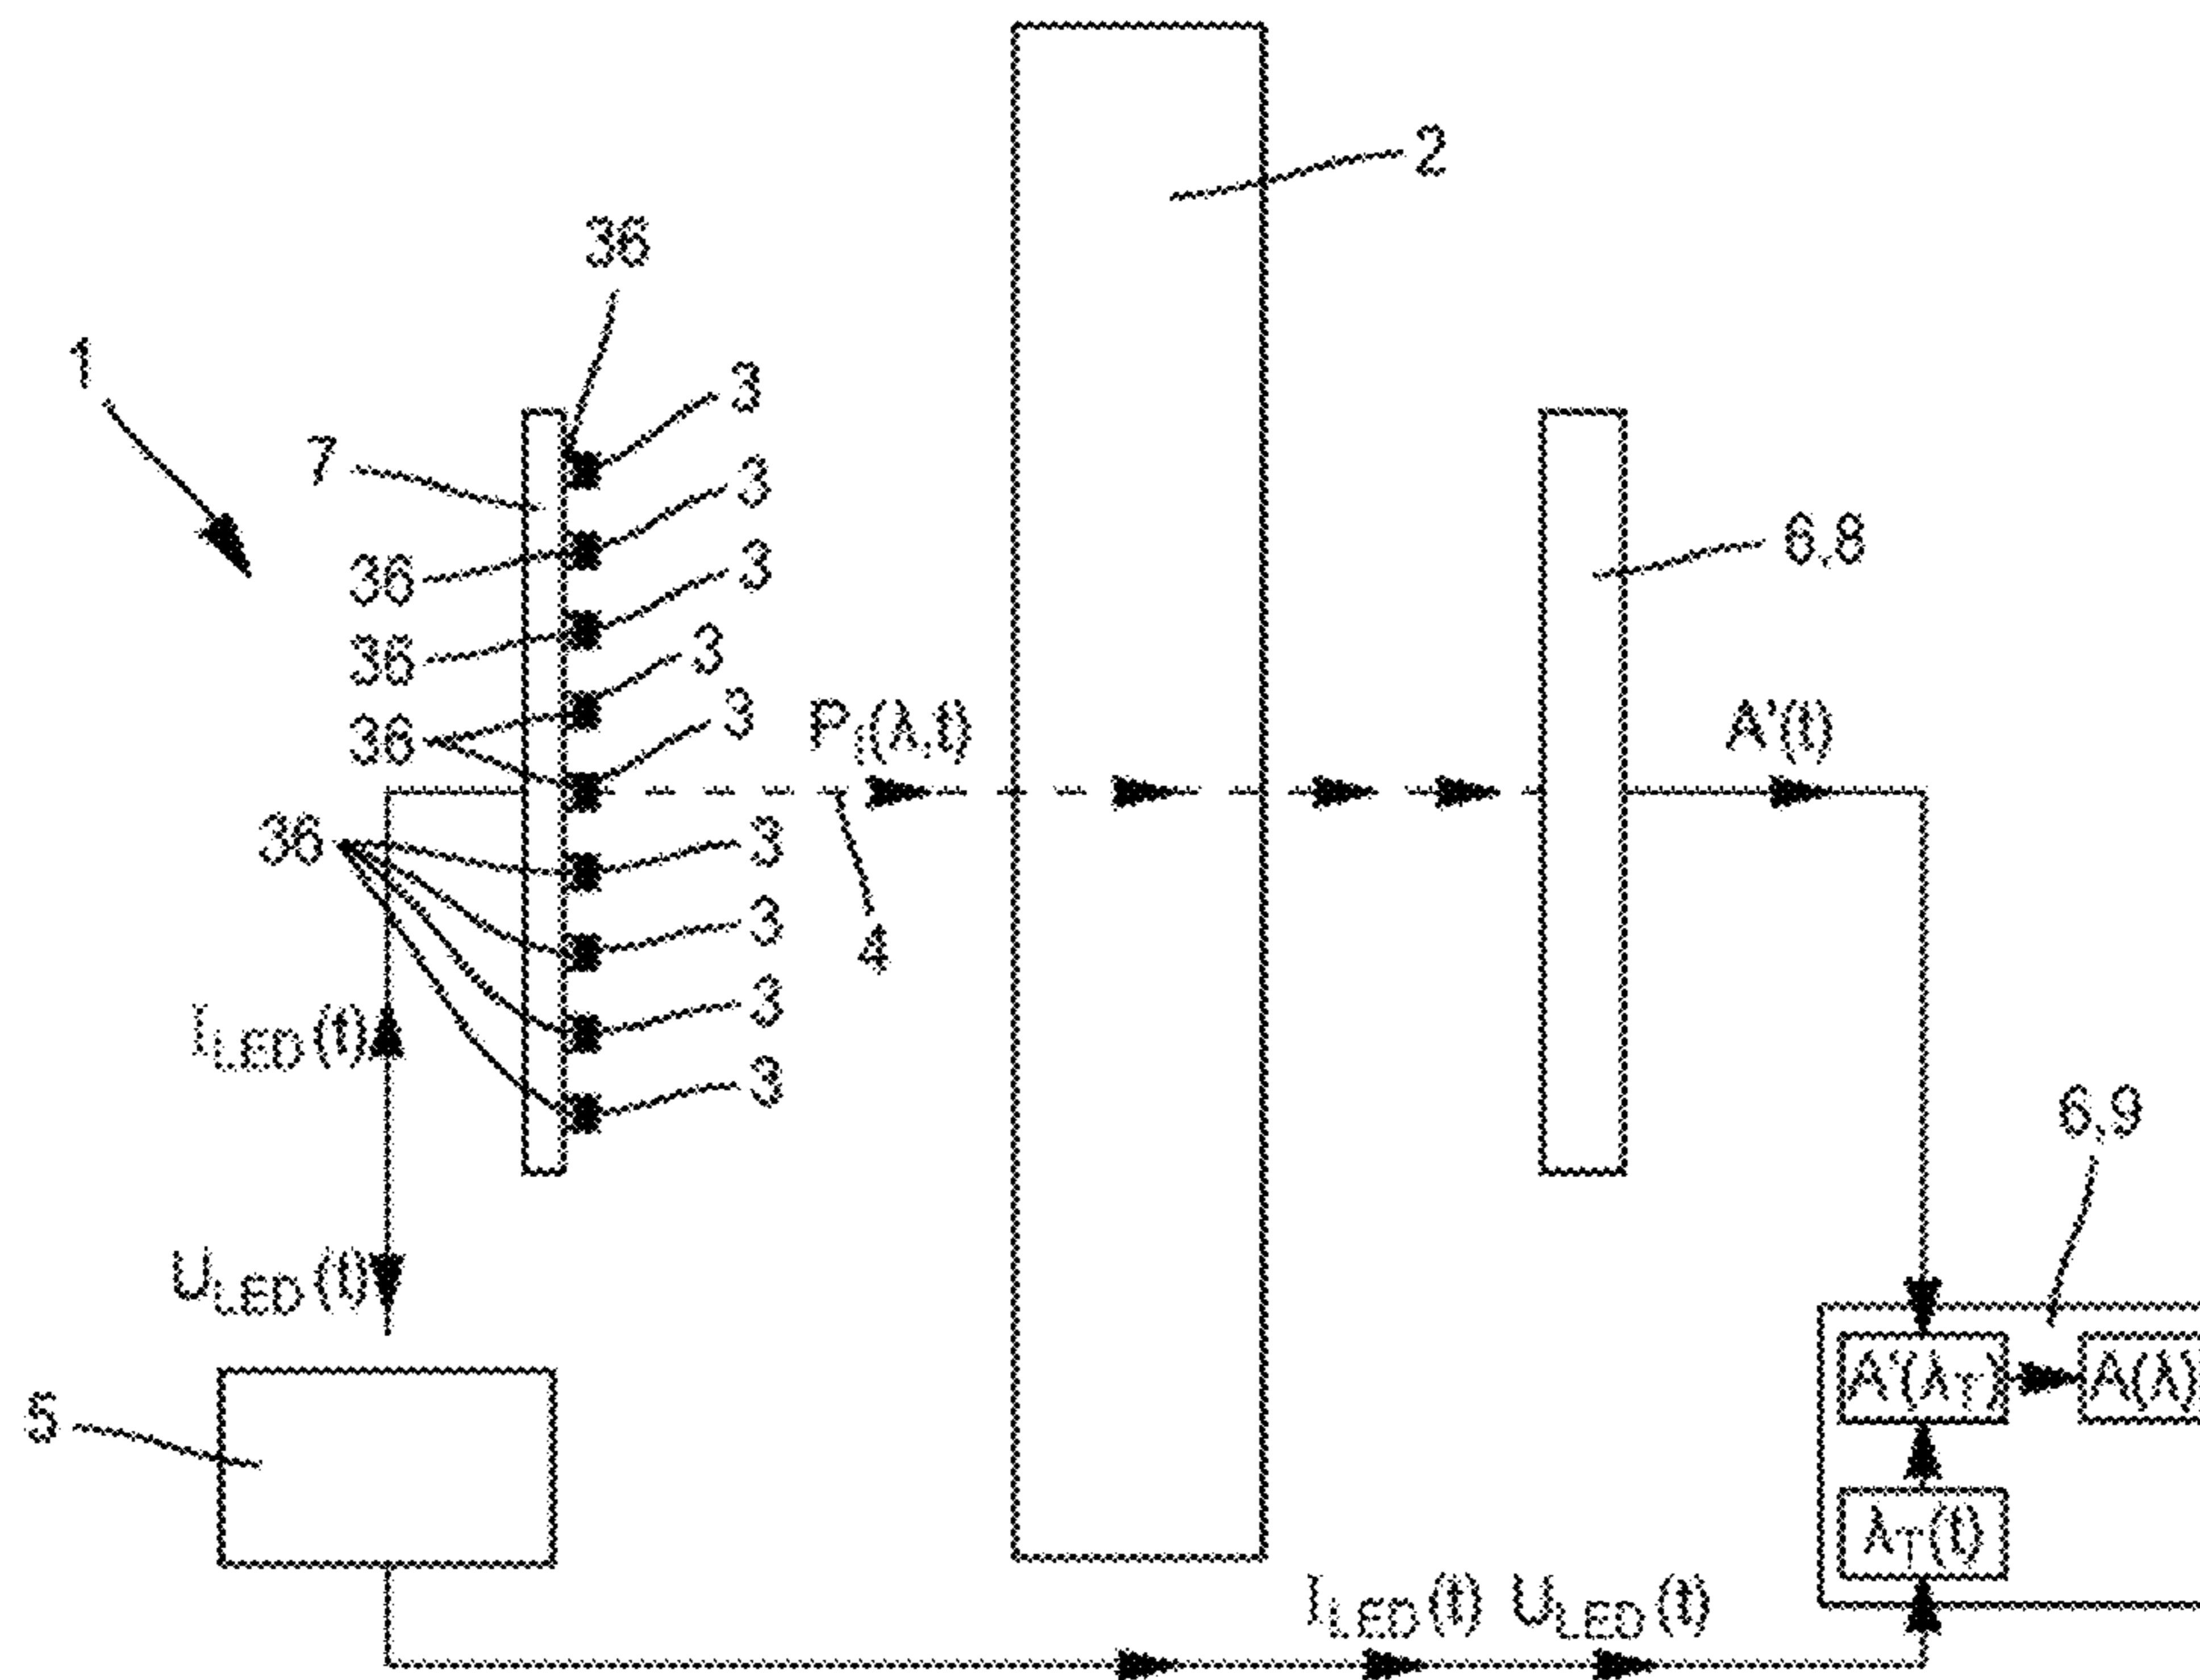 2
36
1
3
7
3
6,8
3
36
3
36
3
36
P_I(λ,t)
A'(t)
36
3
3
4
3
I_LED(t)
3
6,9
U_LED(t)
A'(λ_T)
A(λ)
5
λ_T(t)
I_LED(t) U_LED(t)